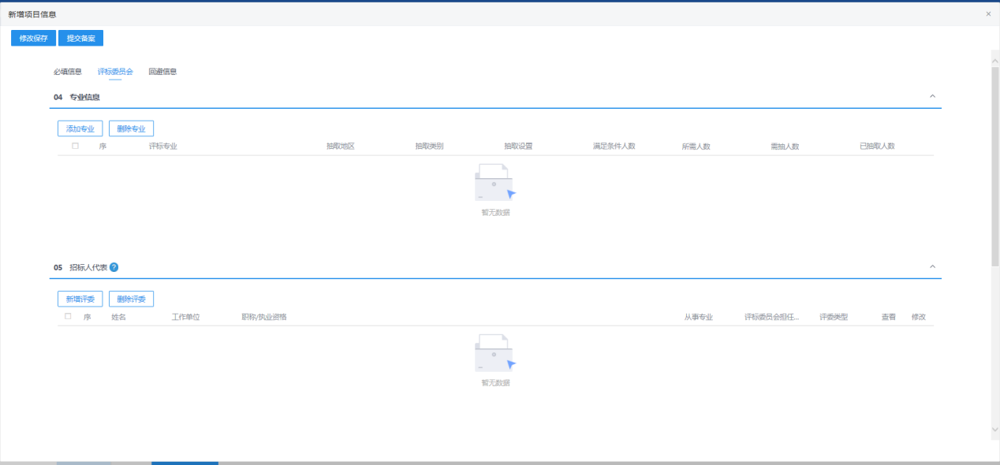 新增项目信息
修改保存 提交备案
必填信息 评标委员会 回避信息
04 专业信息
添加专业 删除专业
序 评标专业 抽取地区 抽取类别 抽取设置 满足条件人数 所需人数 需抽人数 已抽取人数
暂无数据
05 招标人代表 ?
新增评委 删除评委
序 姓名 工作单位 职称/执业资格 从事专业 评标委员会担任... 评委类型 查看 修改
暂无数据